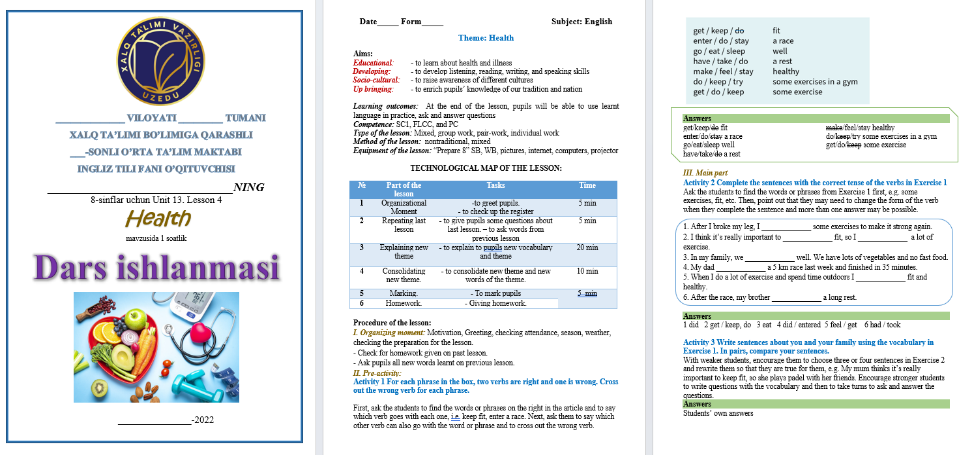 XALQ TA'LIMI VAZIRLIGI
UZEDU
______________ VILOYATI _________ TUMANI
XALQ TA'LIMI BO'LIMIGA QARASHLI
___-SONLI O'RTA TA'LIM MAKTABI
INGLIZ TILI FANI O'QITUVCHISI
______________________________NING
8-sinflar uchun Unit 13. Lesson 4
Health
mavzusida 1 soatlik
Dars ishlanmasi
________________-2022
Date_____ Form_____ Subject: English
Theme: Health
Aims:
Educational: - to learn about health and illness
Developing: - to develop listening, reading, writing, and speaking skills
Socio-cultural: - to raise awareness of different cultures
Up bringing: - to enrich pupils' knowledge of our tradition and nation
Learning outcomes: At the end of the lesson, pupils will be able to use learnt
language in practice, ask and answer questions
Competence: SC1, FLCC, and PC
Type of the lesson: Mixed, group work, pair-work, individual work
Method of the lesson: nontraditional, mixed
Equipment of the lesson: "Prepare 8" SB, WB, pictures, internet, computers, projector
TECHNOLOGICAL MAP OF THE LESSON:
№ Part of the lesson Tasks Time
1 Organizational Moment -to greet pupils. - to check up the register 5 min
2 Repeating last lesson - to give pupils some questions about last lesson. – to ask words from previous lesson 5 min
3 Explaining new theme - to explain to pupils new vocabulary and theme 20 min
4 Consolidating new theme. - to consolidate new theme and new words of the theme. 10 min
5 Marking. - To mark pupils 5 min
6 Homework. - Giving homework.
Procedure of the lesson:
I. Organizing moment: Motivation, Greeting, checking attendance, season, weather,
checking the preparation for the lesson.
- Check for homework given on past lesson.
- Ask pupils all new words learnt on previous lesson.
II. Pre-activity:
Activity 1 For each phrase in the box, two verbs are right and one is wrong. Cross
out the wrong verb for each phrase.
First, ask the students to find the words or phrases on the right in the article and to say
which verb goes with each one, i.e. keep fit, enter a race. Next, ask them to say which
other verb can also go with the word or phrase and to cross out the wrong verb.
get / keep / do fit
enter / do / stay a race
go / eat / sleep well
have / take / do a rest
make / feel / stay healthy
do / keep / try some exercises in a gym
get / do / keep some exercise
Answers
get/keep/do fit make/feel/stay healthy
enter/do/stay a race do/keep/try some exercises in a gym
go/eat/sleep well get/do/keep some exercise
have/take/do a rest
III. Main part
Activity 2 Complete the sentences with the correct tense of the verbs in Exercise 1
Ask the students to find the words or phrases from Exercise 1 first, e.g. some
exercises, fit, etc. Then, point out that they may need to change the form of the verb
when they complete the sentence and more than one answer may be possible.
1. After I broke my leg, I ___________ some exercises to make it strong again.
2. I think it's really important to ___________ fit, so I ___________ a lot of
exercise.
3. In my family, we ___________ well. We have lots of vegetables and no fast food.
4. My dad ___________ a 5 km race last week and finished in 35 minutes.
5. When I do a lot of exercise and spend time outdoors I ___________ fit and
healthy.
6. After the race, my brother ___________ a long rest.
Answers
1 did 2 get / keep, do 3 eat 4 did / entered 5 feel / get 6 had / took
Activity 3 Write sentences about you and your family using the vocabulary in
Exercise 1. In pairs, compare your sentences.
With weaker students, encourage them to choose three or four sentences in Exercise 2
and rewrite them so that they are true for them, e.g. My mum thinks it's really
important to keep fit, so she plays padel with her friends. Encourage stronger students
to write questions with the vocabulary and then to take turns to ask and answer the
questions.
Answers
Students' own answers